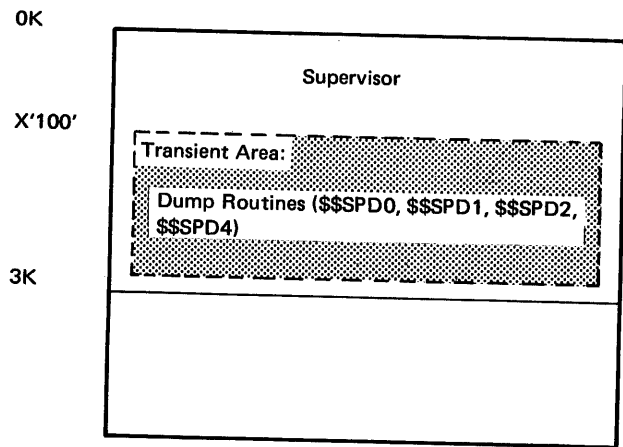 0K
Supervisor
X'100'
Transient Area:
Dump Routines ($$SPD0, $$SPD1, $$SPD2,
$$SPD4)
3K